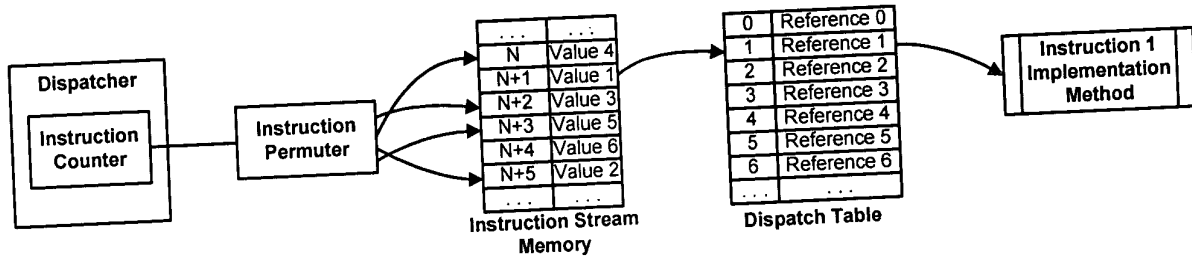 Dispatcher
Instruction
Counter
Instruction
Permuter
. . . . . .
N Value 4
N+1 Value 1
N+2 Value 3
N+3 Value 5
N+4 Value 6
N+5 Value 2
. . . . . .
Instruction Stream
Memory
0 Reference 0
1 Reference 1
2 Reference 2
3 Reference 3
4 Reference 4
5 Reference 5
6 Reference 6
. . . . . .
Dispatch Table
Instruction 1
Implementation
Method